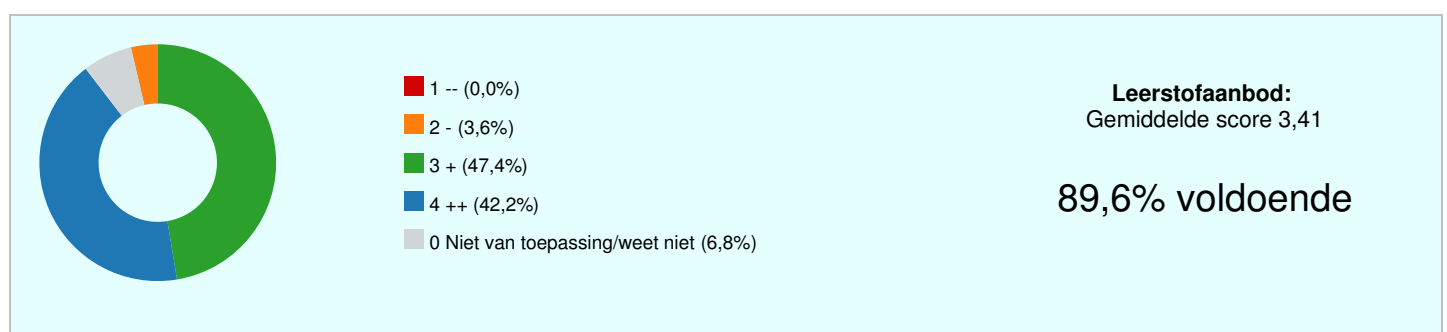 1 -- (0,0%)
2 - (3,6%)
3 + (47,4%)
4 ++ (42,2%)
0 Niet van toepassing/weet niet (6,8%)
Leerstofaanbod:
Gemiddelde score 3,41
89,6% voldoende